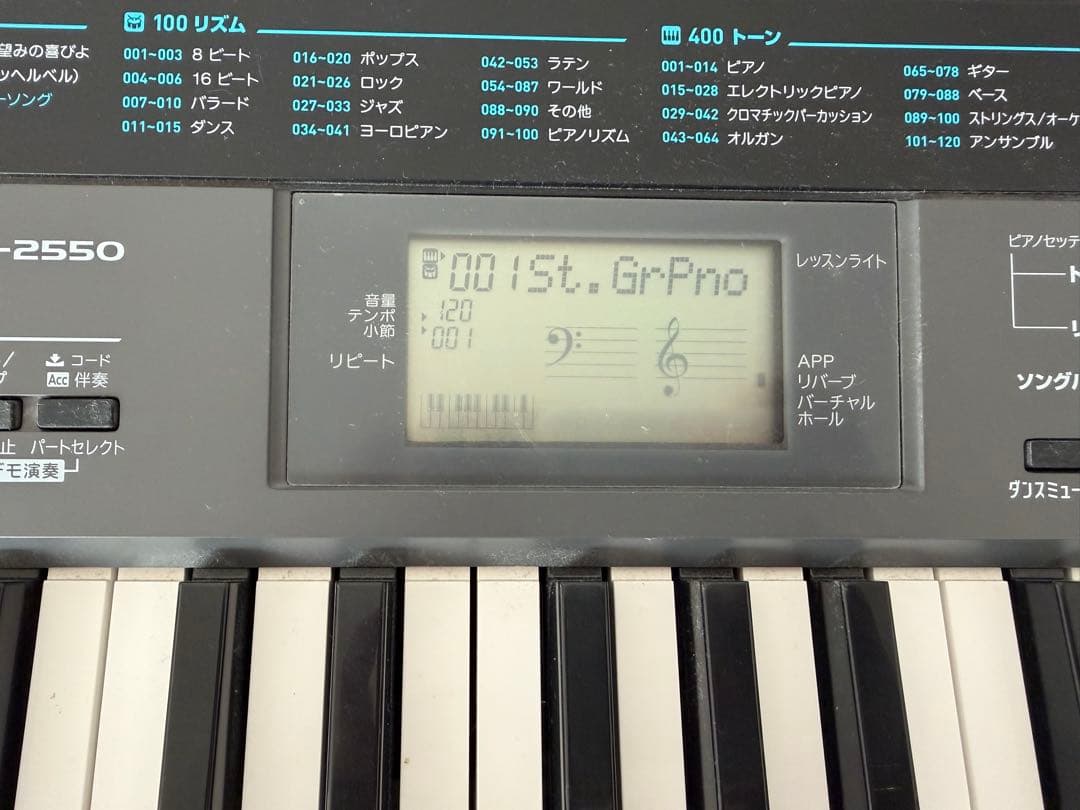 望みの喜びよ
ッヘルベル)
ーソング
100 リズム
001~003 8 ビート
004~006 16 ビート
007~010 バラード
011~015 ダンス
016~020 ポップス
021~026 ロック
027~033 ジャズ
034~041 ヨーロピアン
042~053 ラテン
054~087 ワールド
088~090 その他
091~100 ピアノリズム
400 トーン
001~014 ピアノ
015~028 エレクトリックピアノ
029~042 クロマチックパーカッション
043~064 オルガン
065~078 ギター
079~088 ベース
089~100 ストリングス/オーケ
101~120 アンサンブル
-2550
コード
Acc 伴奏
止 パートセレクト
デモ演奏
音量
テンポ
小節
リピート
001St.GrPno
120
001
レッスンライト
APP
リバーブ
バーチャル
ホール
ピアノセッテ
ソングル
ダンスミュー